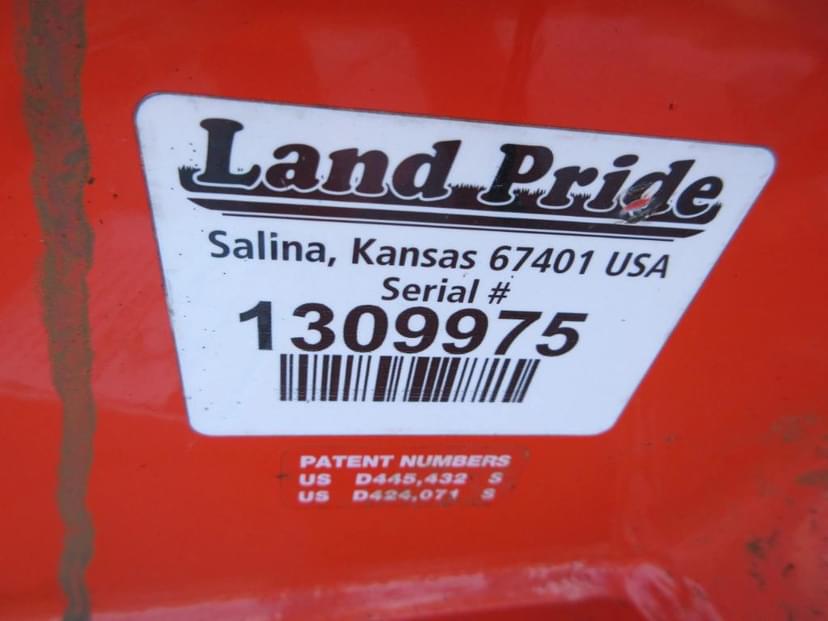 Land Pride
Salina, Kansas 67401 USA
Serial #
1309975
PATENT NUMBERS
US D445,432 S
US D424,071 S